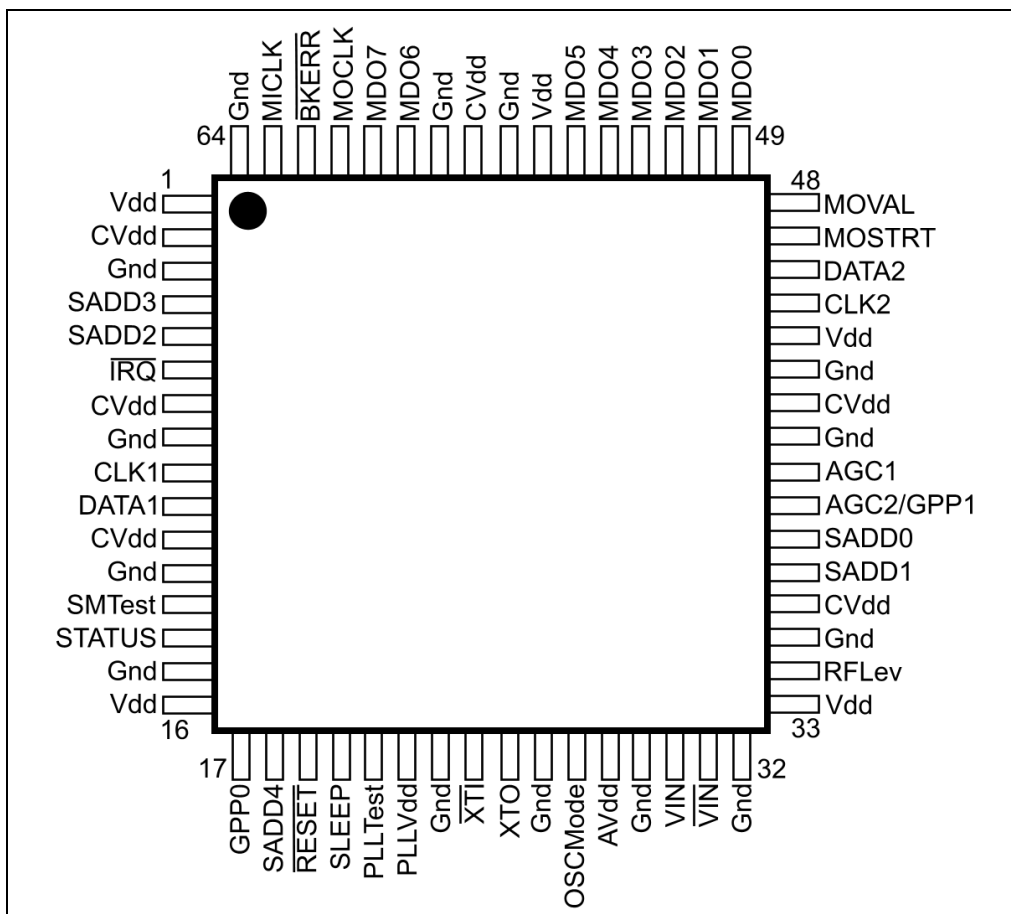 64
Gnd
MICLK
BKERR
MOCLK
MDO7
MDO6
Gnd
CVdd
Gnd
Vdd
MDO5
MDO4
MDO3
MDO2
MDO1
MDO0
49
1
Vdd
CVdd
Gnd
SADD3
SADD2
IRQ
CVdd
Gnd
CLK1
DATA1
CVdd
Gnd
SMTest
STATUS
Gnd
Vdd
16
48
MOVAL
MOSTRT
DATA2
CLK2
Vdd
Gnd
CVdd
Gnd
AGC1
AGC2/GPP1
SADD0
SADD1
CVdd
Gnd
RFLev
Vdd
33
17
GPP0
SADD4
RESET
SLEEP
PLLTest
PLLVdd
Gnd
XTI
XTO
Gnd
OSCMode
AVdd
Gnd
VIN
VIN
Gnd
32